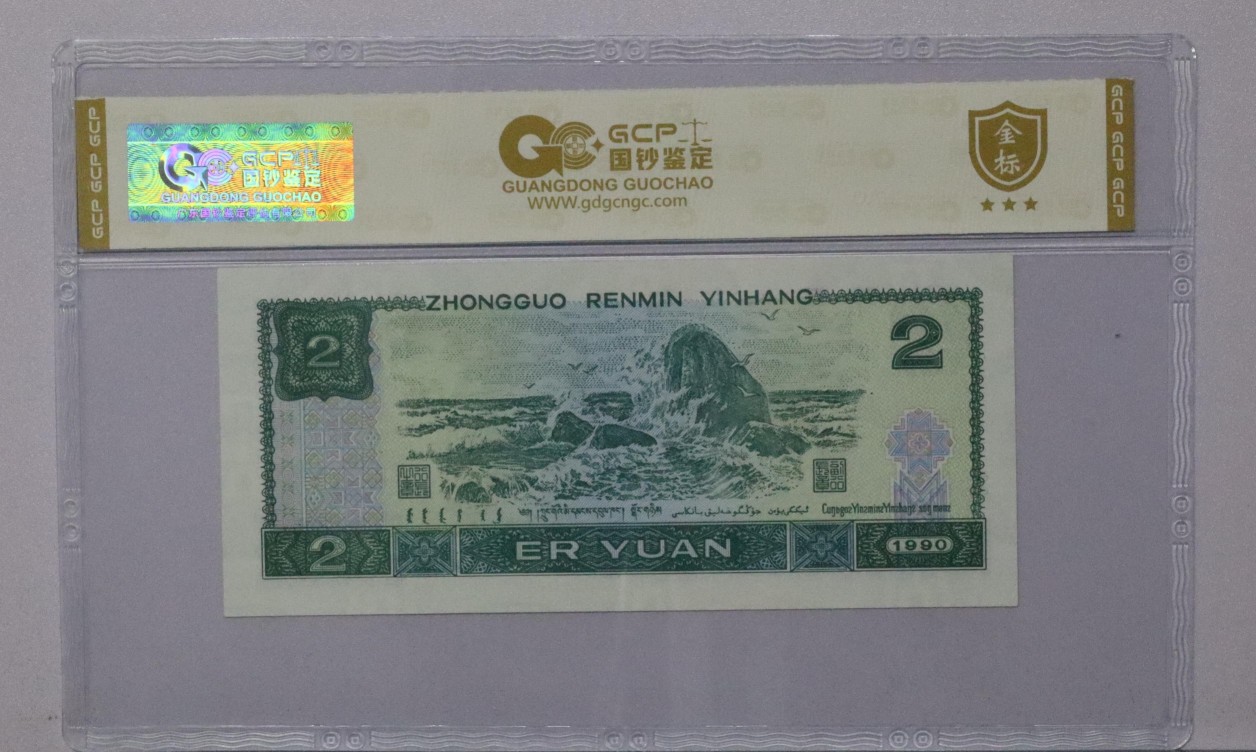 GCP GCP GCP
GCP
国钞鉴定
GUANGDONG GUOCHAO
GCP
国钞鉴定
GUANGDONG GUOCHAO
www.gdgcngc.com
金
标
GCP GCP GCP
ZHONGGUO RENMIN YINHANG
2
2
2
ER YUAN
1990